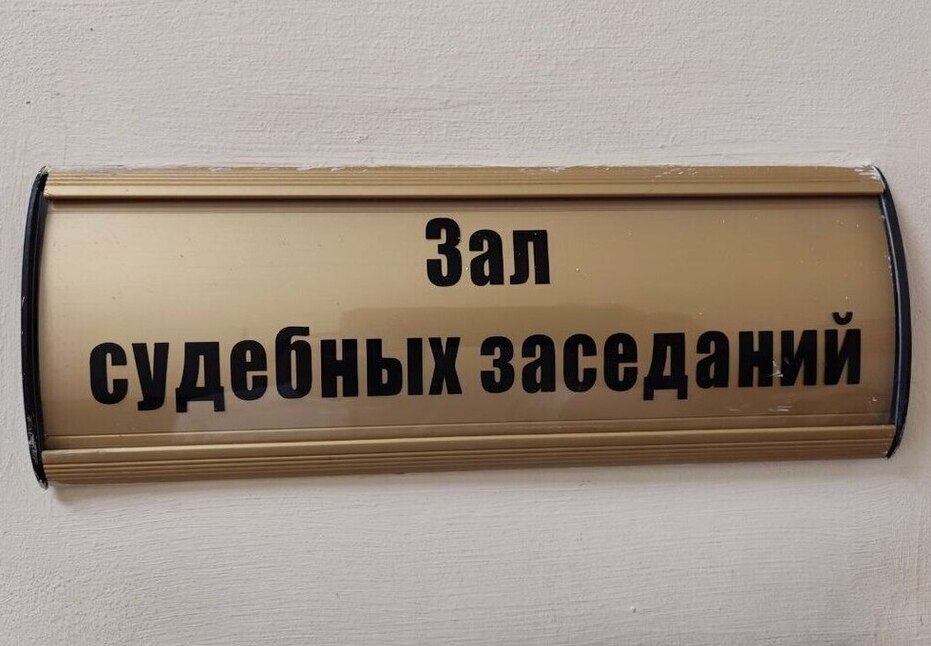 Зал
судебных заседаний